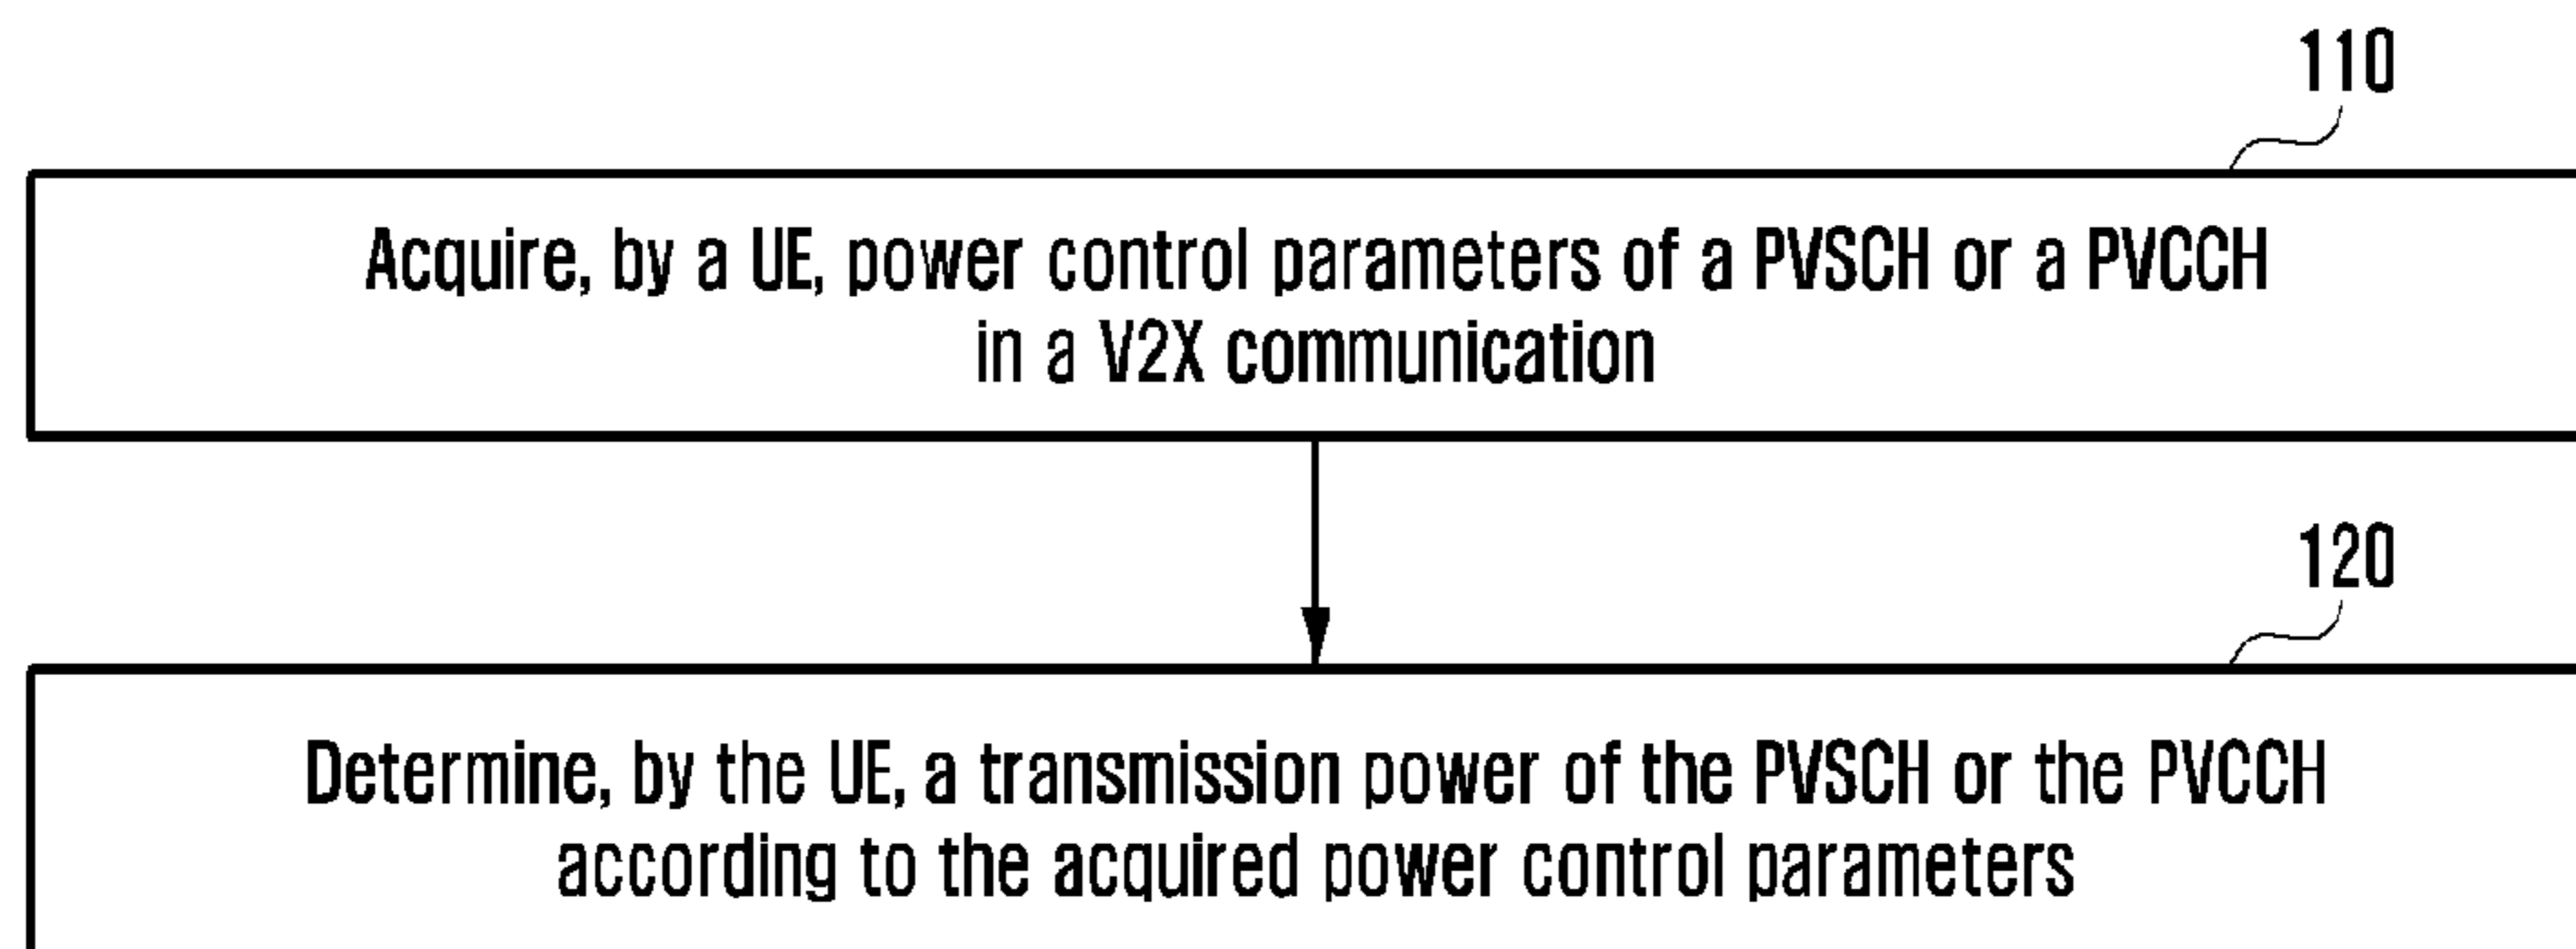 110
Acquire, by a UE, power control parameters of a PVSCH or a PVCCH
in a V2X communication
120
Determine, by the UE, a transmission power of the PVSCH or the PVCCH
according to the acquired power control parameters